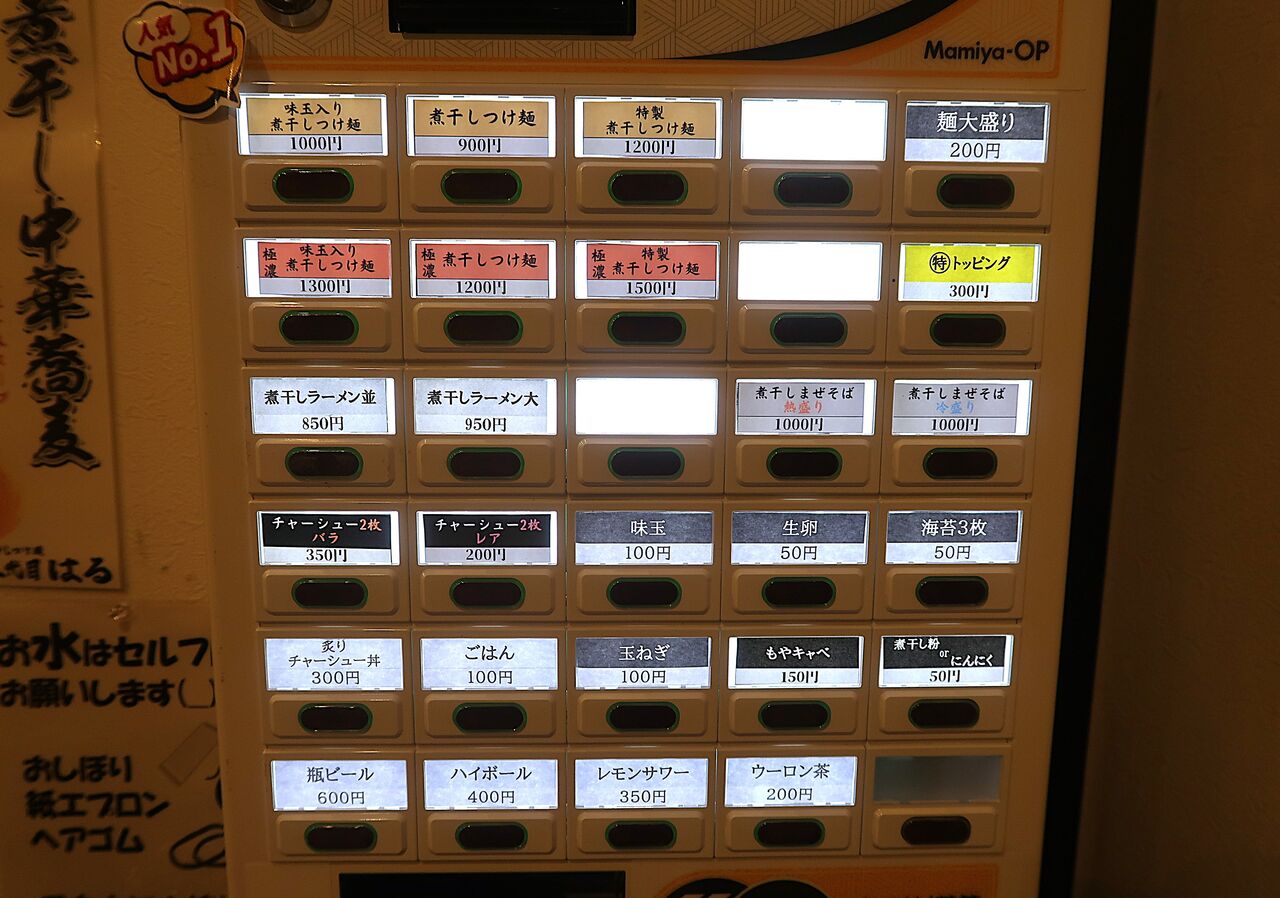 煮干し中華蕎麦
二代目はる
お水はセルフ
お願いします
おしぼり
紙エプロン
ヘアゴム
人気
No.1
Mamiya-OP
味玉入り
煮干しつけ麺
1000円
煮干しつけ麺
900円
特製
煮干しつけ麺
1200円
麺大盛り
200円
極濃
味玉入り
煮干しつけ麺
1300円
極濃
煮干しつけ麺
1200円
極濃
特製
煮干しつけ麺
1500円
特トッピング
300円
煮干しラーメン並
850円
煮干しラーメン大
950円
煮干しまぜそば
熱盛り
1000円
煮干しまぜそば
冷盛り
1000円
チャーシュー2枚
バラ
350円
チャーシュー2枚
レア
200円
味玉
100円
生卵
50円
海苔3枚
50円
炙り
チャーシュー丼
300円
ごはん
100円
玉ねぎ
100円
もやキャベ
150円
煮干し粉
or
にんにく
50円
瓶ビール
600円
ハイボール
400円
レモンサワー
350円
ウーロン茶
200円